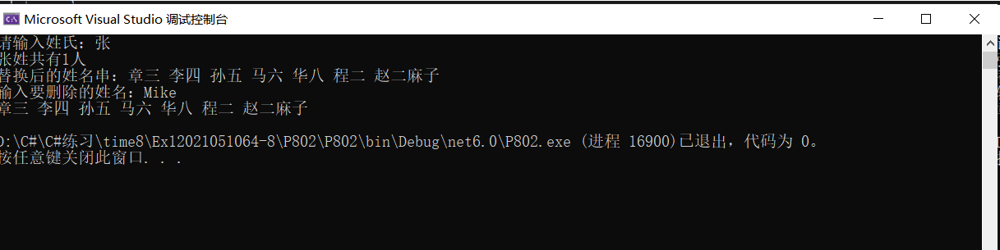 Microsoft Visual Studio 调试控制台
请输入姓氏：张
张姓共有1人
替换后的姓名串：章三 李四 孙五 马六 华八 程二 赵二麻子
输入要删除的姓名：Mike
章三 李四 孙五 马六 华八 程二 赵二麻子
D:\C#\C#练习\time8\Ex12021051064-8\P802\P802\bin\Debug\net6.0\P802.exe (进程 16900)已退出，代码为 0。
按任意键关闭此窗口. . .